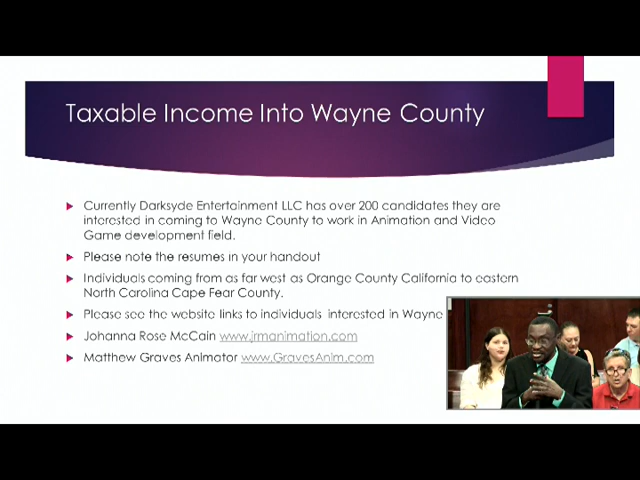 Taxable Income Into Wayne County
Currently Darksyde Entertainment LLC has over 200 candidates they are
interested in coming to Wayne County to work in Animation and Video
Game development field.
Please note the resumes in your handout
Individuals coming from as far west as Orange County California to eastern
North Carolina Cape Fear County.
Please see the website links to individuals interested in Wayne
Johanna Rose McCain www.jrmanimation.com
Matthew Graves Animator www.GravesAnim.com